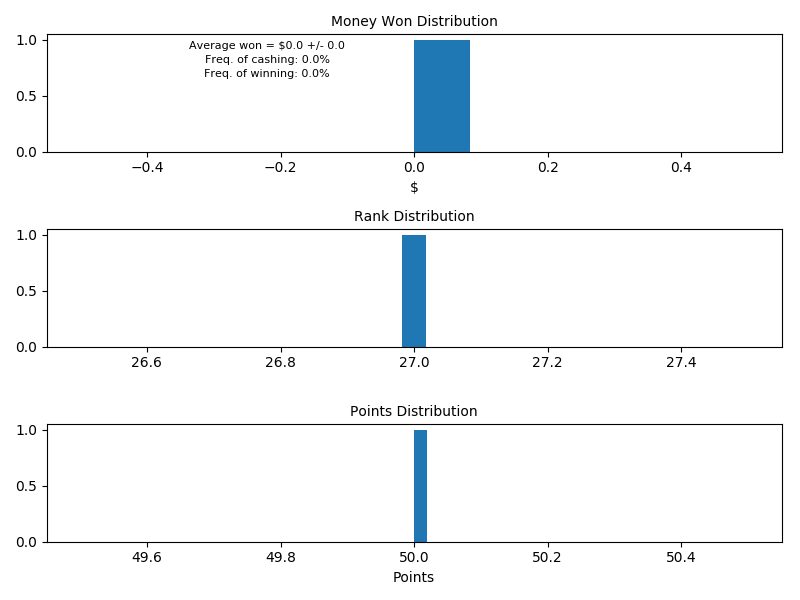 Money Won Distribution
1.0
Average won = $0.0 +/- 0.0
Freq. of cashing: 0.0%
Freq. of winning: 0.0%
0.5
0.0
−0.4 −0.2 0.0 0.2 0.4
$
Rank Distribution
1.0
0.5
0.0
26.6 26.8 27.0 27.2 27.4
Points Distribution
1.0
0.5
0.0
49.6 49.8 50.0 50.2 50.4
Points